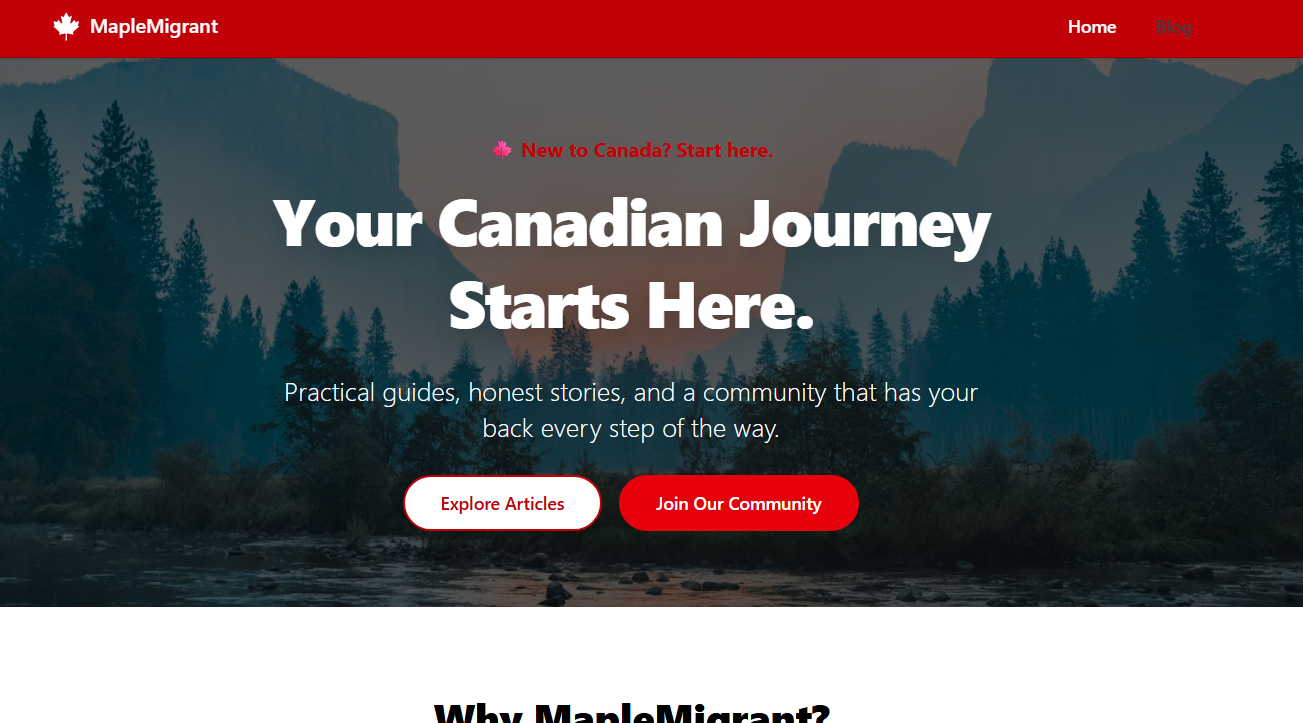 MapleMigrant
Home
Blog
New to Canada? Start here.
Your Canadian Journey
Starts Here.
Practical guides, honest stories, and a community that has your
back every step of the way.
Explore Articles
Join Our Community
Why MapleMigrant?